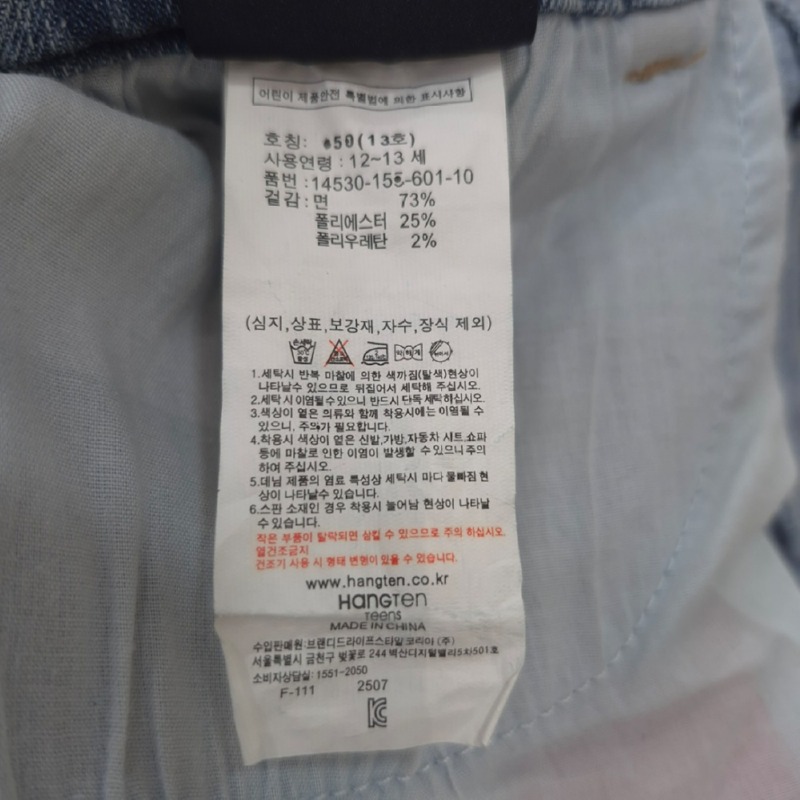 어린이 제품안전 특별법에 의한 표시사항
호칭: 150(13호)
사용연령 : 12~13 세
품번 :14530-155-601-10
겉감 : 면 73%
폴리에스터 25%
폴리우레탄 2%
(심지,상표,보강재,자수,장식 제외)
1.세탁시 반복 마찰에 의한 색까짐(탈색)현상이
나타날수 있으므로 뒤집어서 세탁해 주십시오.
2.세탁 시 이염될 수 있으니 반드시 단독 세탁하십시오.
3.색상이 옅은 의류와 함께 착용시에는 이염될 수
있으니, 주의가 필요합니다.
4.착용시 색상이 옅은 신발,가방,자동차 시트,쇼파
등에 마찰로 인한 이염이 발생할 수 있으니 주의
하여 주십시오.
5.데님 제품의 염료 특성상 세탁시 마다 물빠짐 현
상이 나타날수 있습니다.
6.스판 소재인 경우 착용시 늘어남 현상이 나타날
수 있습니다.
작은 부품이 탈락되면 삼킬 수 있으므로 주의 하십시오.
열건조금지
건조기 사용 시 형태 변형이 있을 수 있습니다.
www.hangten.co.kr
HANGTEN
TEENS
MADE IN CHINA
수입판매원:브랜디드라이프스타일코리아 (주)
서울특별시 금천구 벚꽃로 244 벽산디지털밸리5차501호
소비자상담실: 1551-2050
F-111 2507